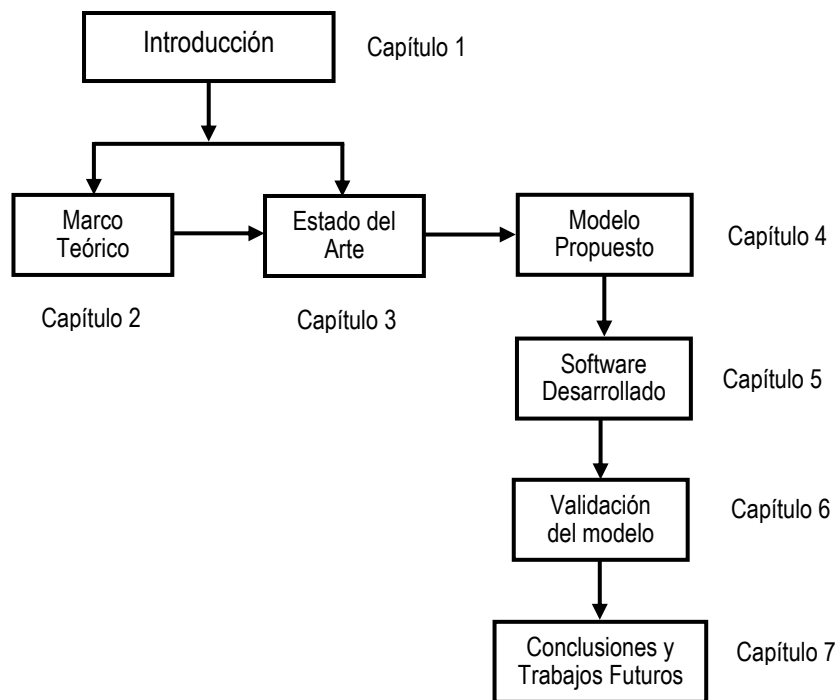 Introducción
Capítulo 1
Marco
Teórico
Estado del
Arte
Modelo
Propuesto
Capítulo 4
Capítulo 2
Capítulo 3
Software
Desarrollado
Capítulo 5
Validación
del modelo
Capítulo 6
Conclusiones y
Trabajos Futuros
Capítulo 7